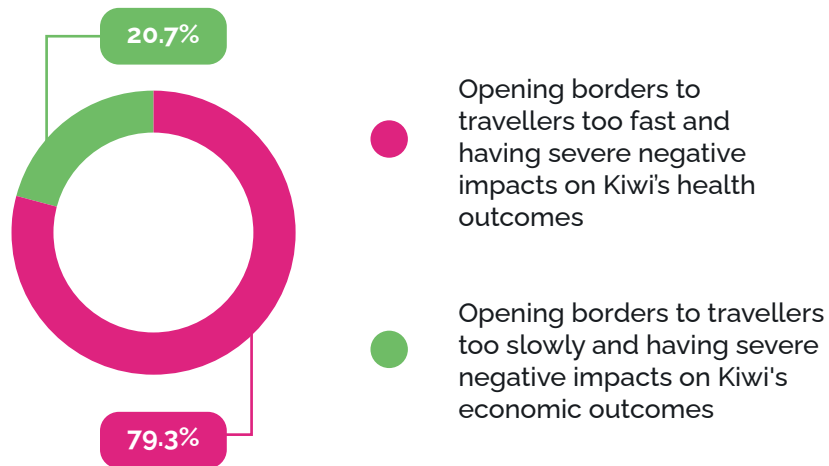 20.7%
Opening borders to
travellers too fast and
having severe negative
impacts on Kiwi’s health
outcomes
Opening borders to travellers
too slowly and having severe
negative impacts on Kiwi's
economic outcomes
79.3%